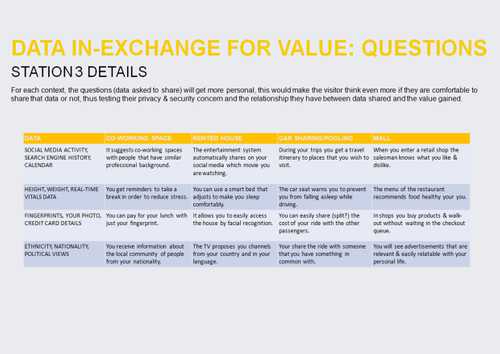 DATA IN-EXCHANGE FOR VALUE: QUESTIONS
STATION 3 DETAILS
For each context, the questions (data asked to share) will get more personal, this would make the visitor think even more if they are comfortable to
share that data or not, thus testing their privacy & security concern and the relationship they have between data shared and the value gained.
DATA
CO-WORKING SPACE
RENTED HOUSE
CAR SHARING/POOLING
MALL
SOCIAL MEDIA ACTIVITY,
SEARCH ENGINE HISTORY,
CALENDAR
It suggests co-working spaces
with people that have similar
professional background.
The entertainment system
automatically shares on your
social media which movie you
are watching.
During your trips you get a travel
itinerary to places that you wish to
visit.
When you enter a retail shop the
salesman knows what you like &
dislike.
HEIGHT, WEIGHT, REAL-TIME
VITALS DATA
You get reminders to take a
break in order to reduce stress.
You can use a smart bed that
adjusts to make you sleep
comfortably.
The car seat warns you to prevent
you from falling asleep while
driving.
The menu of the restaurant
recommends food healthy your you.
FINGERPRINTS, YOUR PHOTO,
CREDIT CARD DETAILS
You can pay for your lunch with
just your fingerprint.
It allows you to easily access
the house by facial recognition.
You can easily share (split?) the
cost of your ride with the other
passengers.
In shops you buy products & walk-
out without waiting in the checkout
queue.
ETHNICITY, NATIONALITY,
POLITICAL VIEWS
You receive information about
the local community of people
from your nationality.
The TV proposes you channels
from your country and in your
language.
Your share the ride with someone
that you have something in
common with.
You will see advertisements that are
relevant & easily relatable with your
personal life.